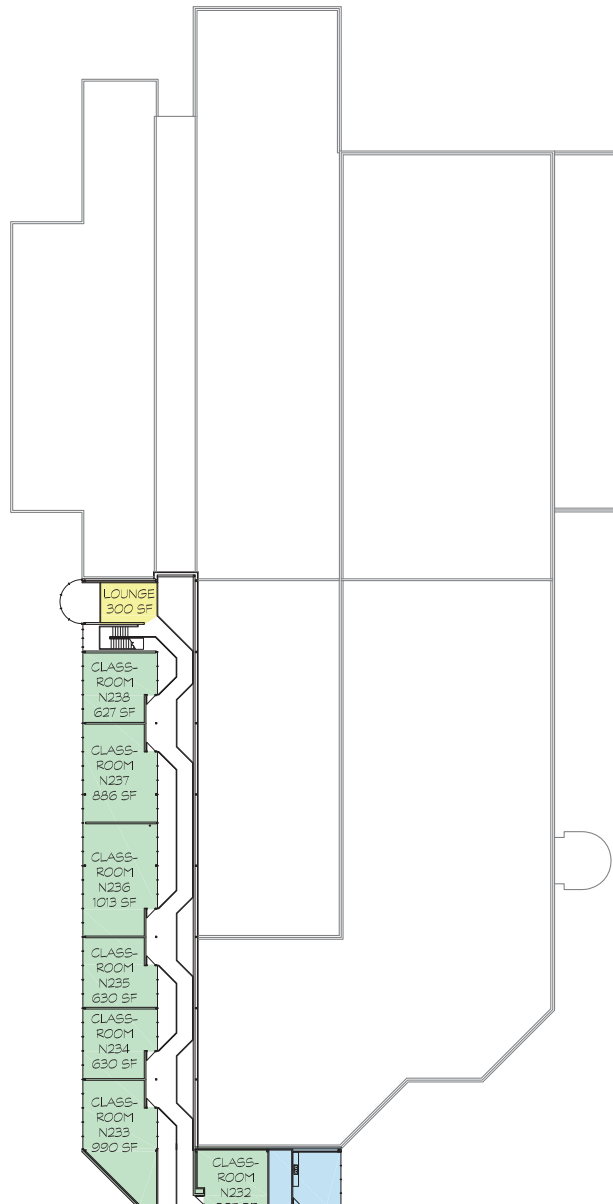 LOUNGE
300 SF
CLASS-
ROOM
N238
627 SF
CLASS-
ROOM
N237
886 SF
CLASS-
ROOM
N236
1013 SF
CLASS-
ROOM
N235
630 SF
CLASS-
ROOM
N234
630 SF
CLASS-
ROOM
N233
990 SF
CLASS-
ROOM
N232